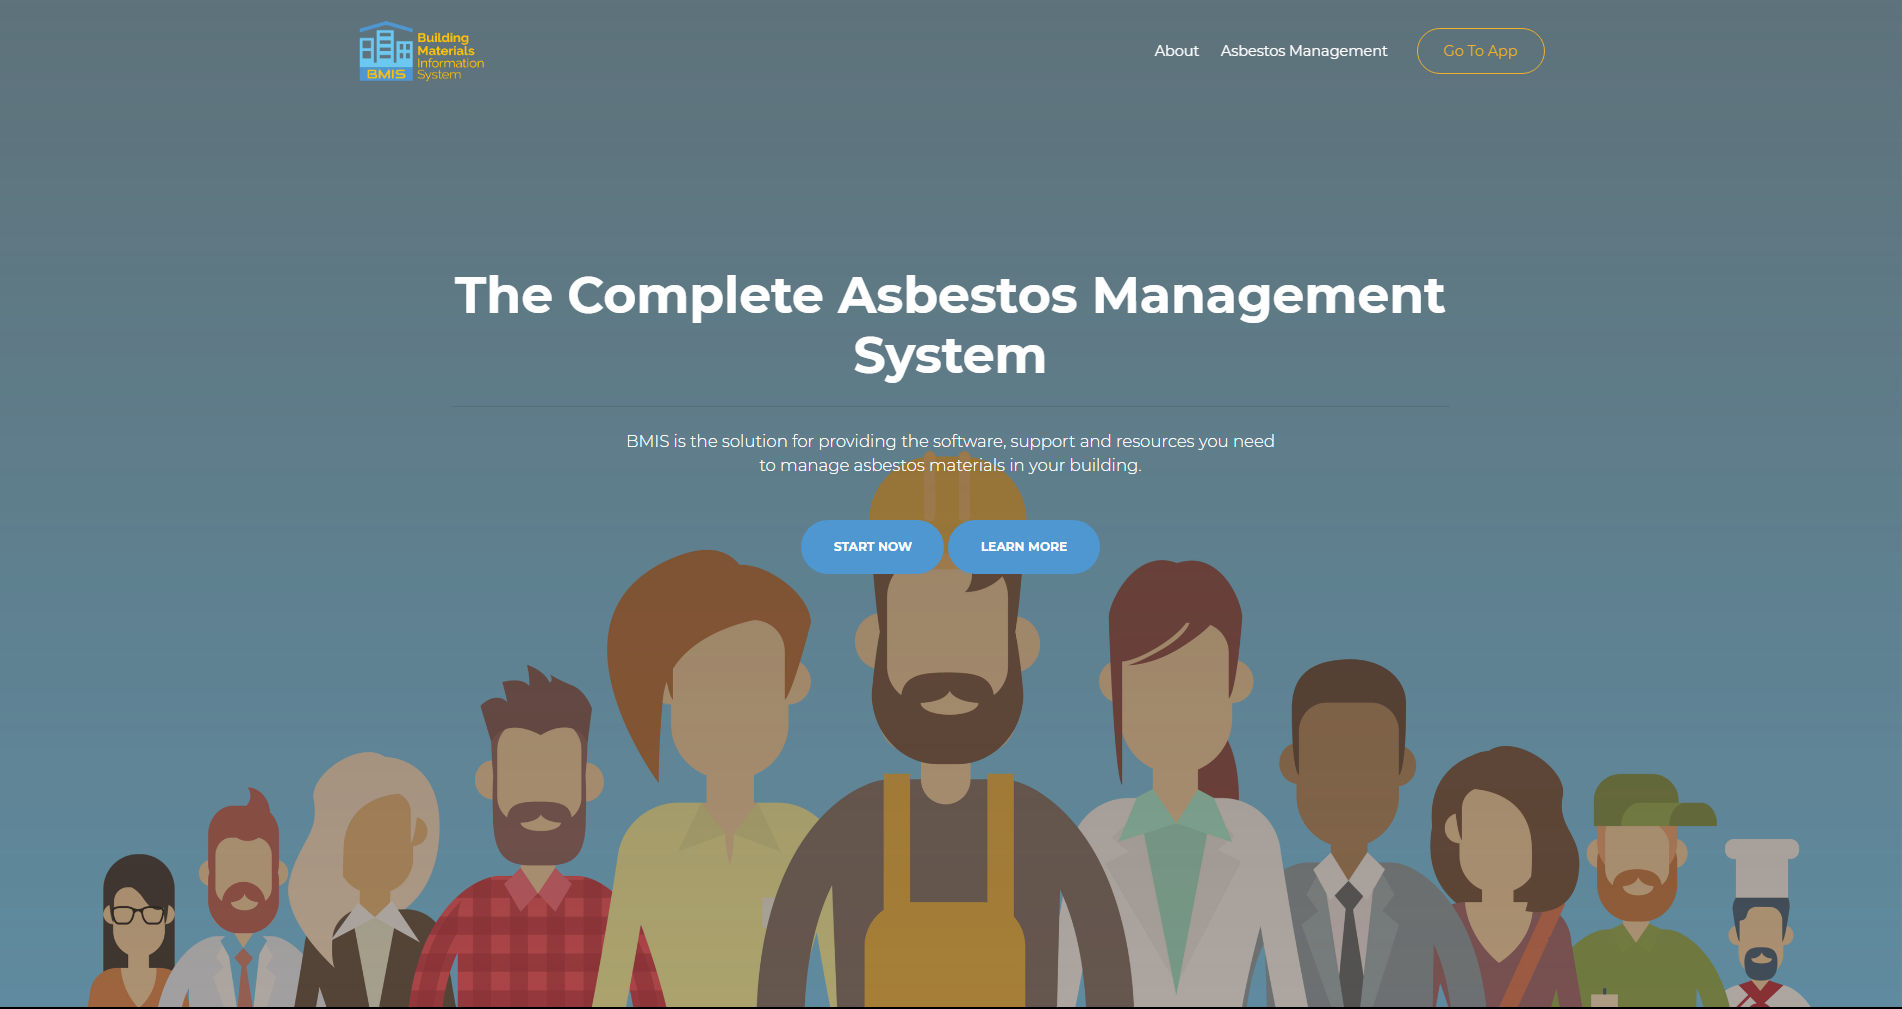 Building
Materials
Information
System
BMIS
About
Asbestos Management
Go To App
The Complete Asbestos Management
System
BMIS is the solution for providing the software, support and resources you need
to manage asbestos materials in your building.
START NOW
LEARN MORE